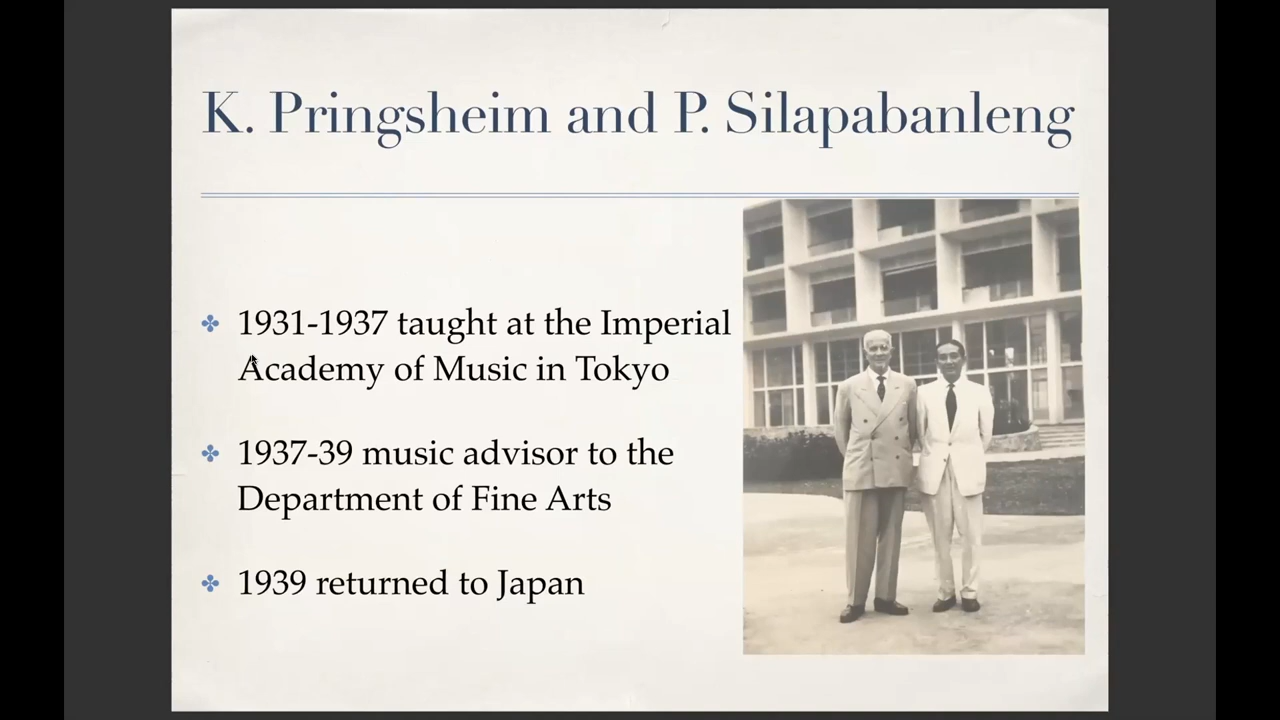 K. Pringsheim and P. Silapabanleng
1931-1937 taught at the Imperial
Academy of Music in Tokyo
1937-39 music advisor to the
Department of Fine Arts
1939 returned to Japan